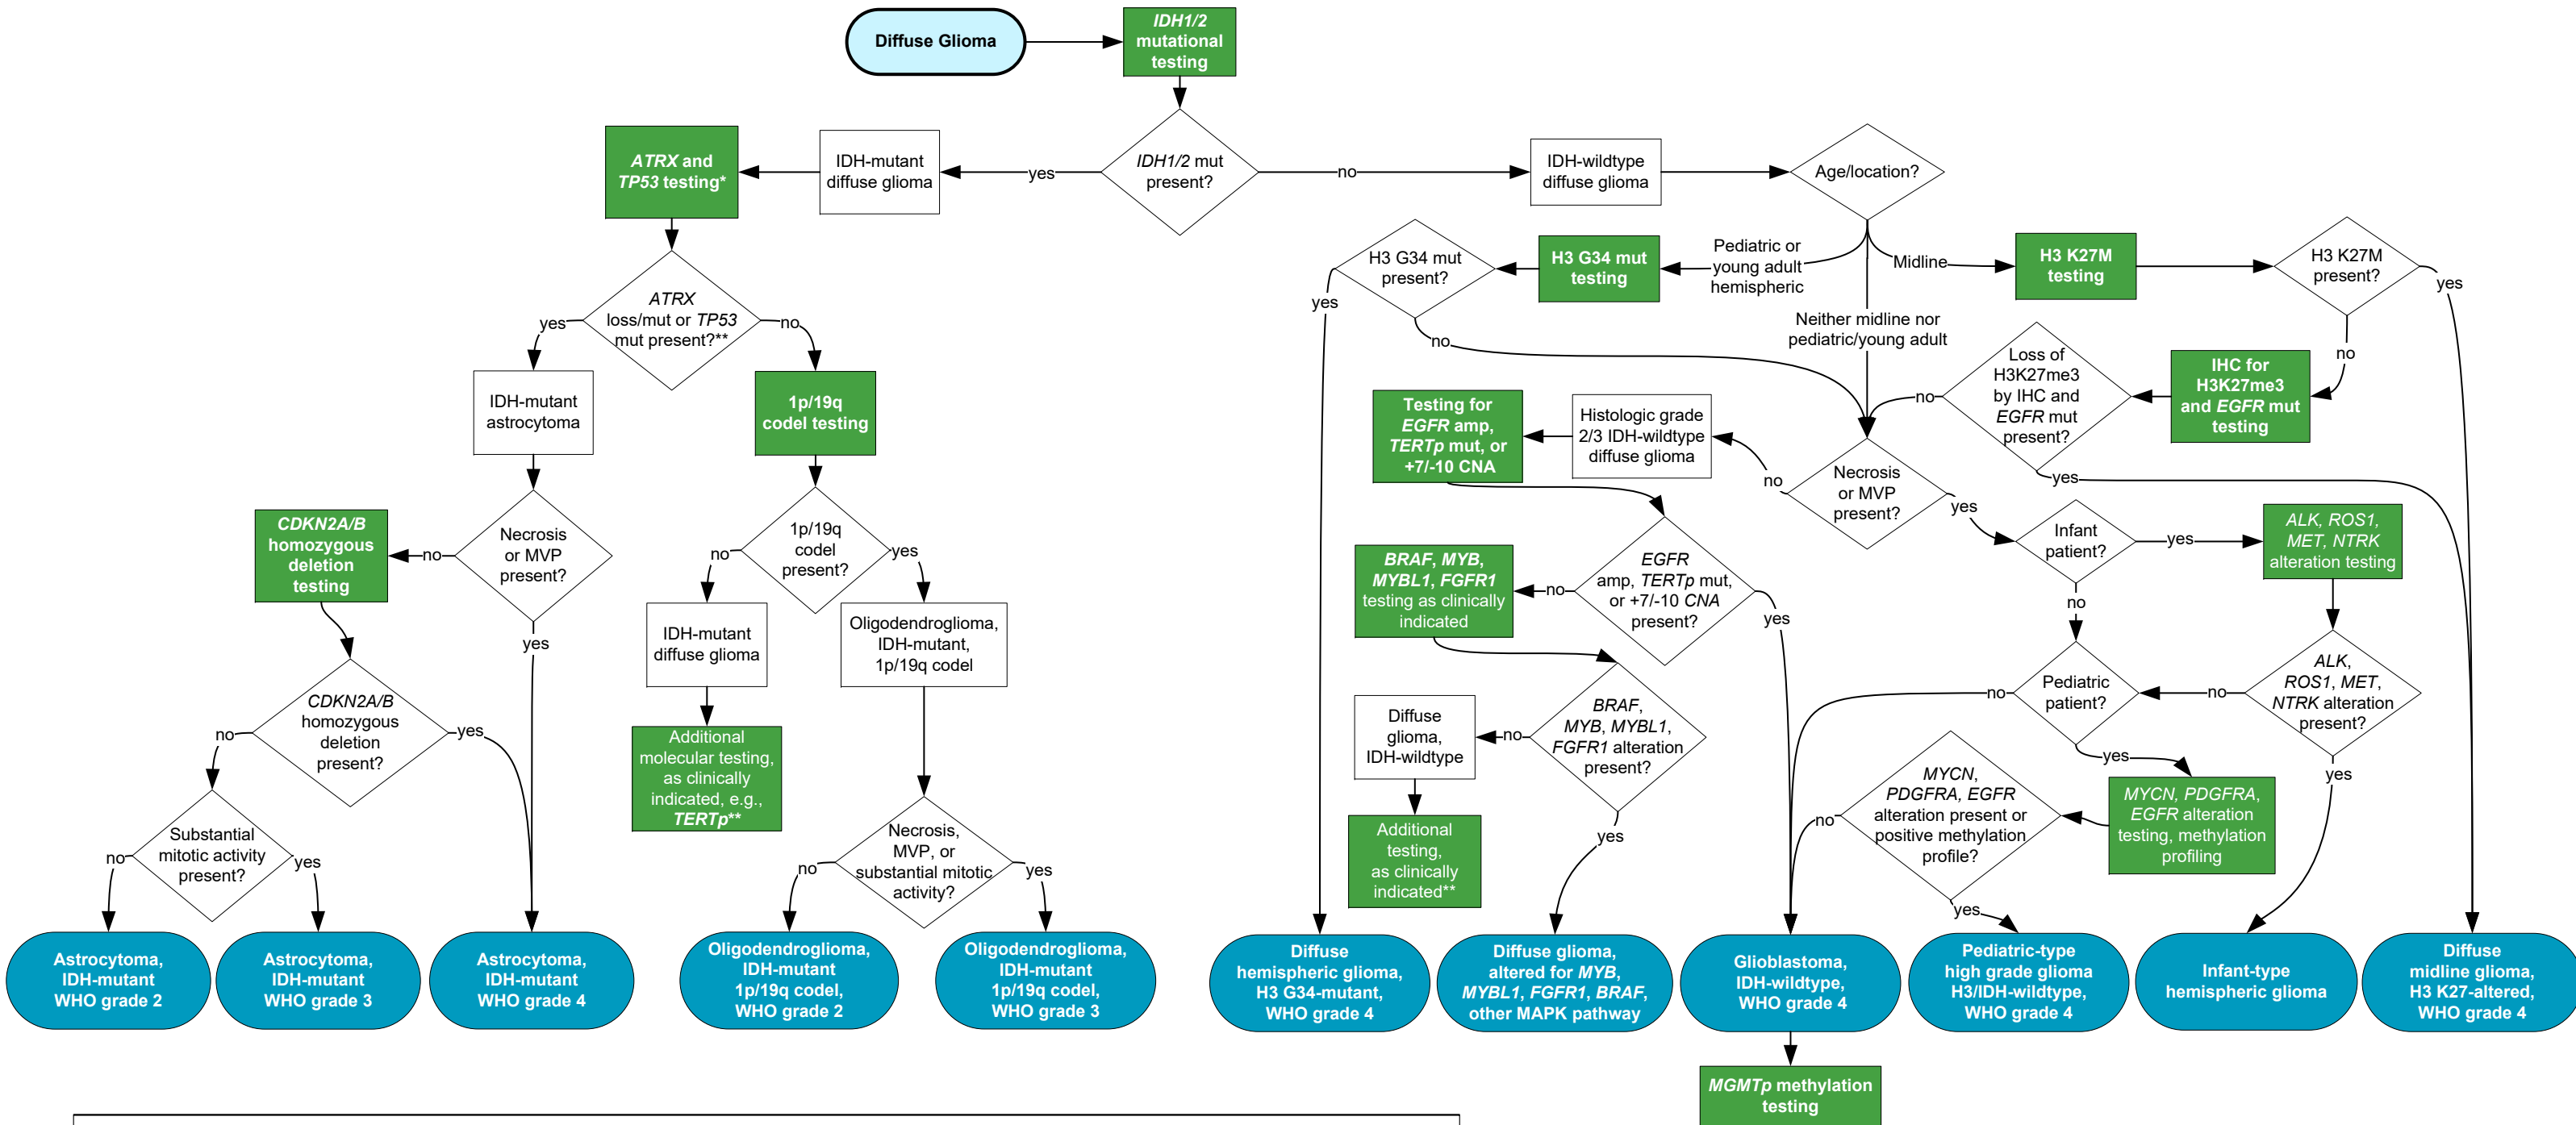 Diffuse Glioma
IDH1/2
mutational
testing
IDH1/2 mut
present?
yes
no
IDH-mutant
diffuse glioma
ATRX and
TP53 testing*
ATRX
loss/mut or TP53
mut present?**
yes
no
IDH-mutant
astrocytoma
1p/19q
codel testing
Necrosis
or MVP
present?
no
yes
CDKN2A/B
homozygous
deletion
testing
CDKN2A/B
homozygous
deletion
present?
no
yes
Substantial
mitotic activity
present?
no
yes
1p/19q
codel
present?
no
yes
IDH-mutant
diffuse glioma
Oligodendroglioma,
IDH-mutant,
1p/19q codel
Additional
molecular testing,
as clinically
indicated, e.g.,
TERTp**
Necrosis,
MVP, or
substantial mitotic
activity?
no
yes
IDH-wildtype
diffuse glioma
Age/location?
Pediatric or
young adult
hemispheric
Midline
Neither midline nor
pediatric/young adult
H3 G34 mut
testing
H3 G34 mut
present?
yes
no
H3 K27M
testing
H3 K27M
present?
yes
no
IHC for
H3K27me3
and EGFR mut
testing
Loss of
H3K27me3
by IHC and
EGFR mut
present?
no
yes
Necrosis
or MVP
present?
no
yes
Histologic grade
2/3 IDH-wildtype
diffuse glioma
Testing for
EGFR amp,
TERTp mut, or
+7/-10 CNA
EGFR
amp, TERTp mut,
or +7/-10 CNA
present?
no
yes
BRAF, MYB,
MYBL1, FGFR1
testing as clinically
indicated
BRAF,
MYB, MYBL1,
FGFR1 alteration
present?
no
yes
Diffuse
glioma,
IDH-wildtype
Additional
testing,
as clinically
indicated**
Infant
patient?
yes
no
ALK, ROS1,
MET, NTRK
alteration testing
ALK,
ROS1, MET,
NTRK alteration
present?
no
yes
Pediatric
patient?
no
yes
MYCN, PDGFRA,
EGFR alteration
testing, methylation
profiling
MYCN,
PDGFRA, EGFR
alteration present or
positive methylation
profile?
no
yes
Astrocytoma,
IDH-mutant
WHO grade 2
Astrocytoma,
IDH-mutant
WHO grade 3
Astrocytoma,
IDH-mutant
WHO grade 4
Oligodendroglioma,
IDH-mutant
1p/19q codel,
WHO grade 2
Oligodendroglioma,
IDH-mutant
1p/19q codel,
WHO grade 3
Diffuse
hemispheric glioma,
H3 G34-mutant,
WHO grade 4
Diffuse glioma,
altered for MYB,
MYBL1, FGFR1, BRAF,
other MAPK pathway
Glioblastoma,
IDH-wildtype,
WHO grade 4
Pediatric-type
high grade glioma
H3/IDH-wildtype,
WHO grade 4
Infant-type
hemispheric glioma
Diffuse
midline glioma,
H3 K27-altered,
WHO grade 4
MGMTp methylation
testing